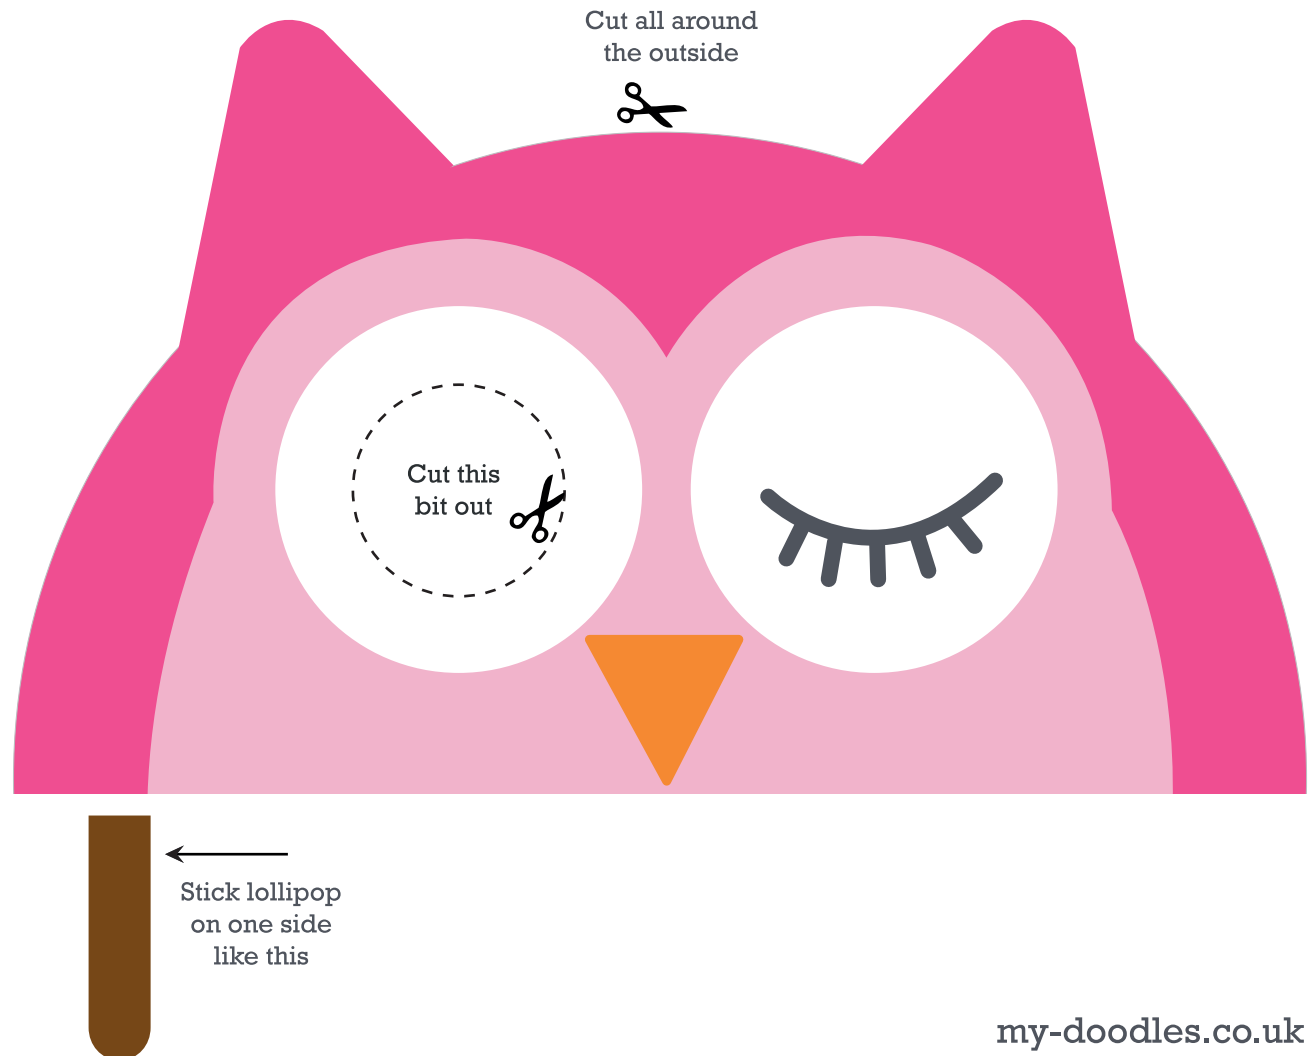 Cut all around
the outside
Cut this
bit out
Stick lollipop
on one side
like this
my-doodles.co.uk